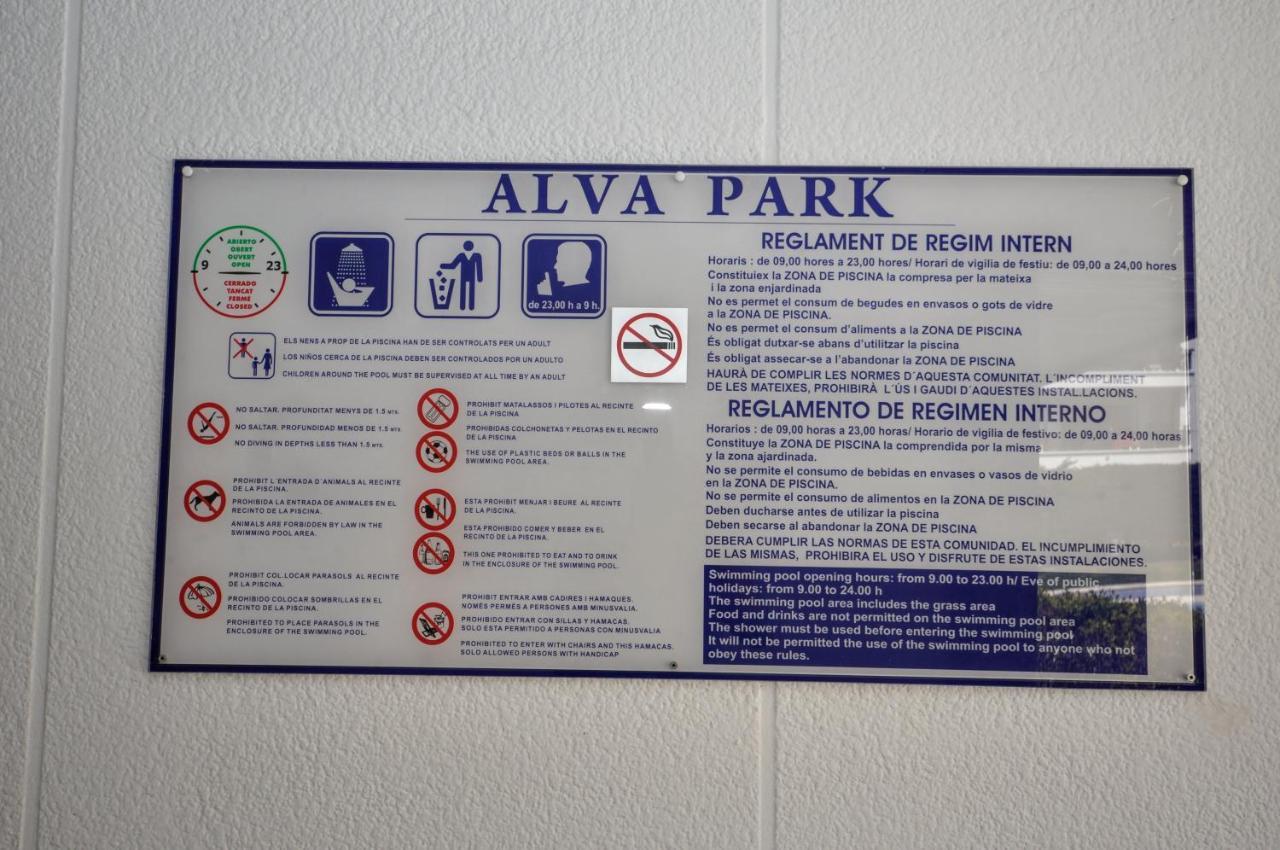 ALVA PARK
ABIERTO
OBERT
OUVERT
OPEN
9 23
CERRADO
TANCAT
FERMÉ
CLOSED
de 23,00 h a 9 h.
ELS NENS A PROP DE LA PISCINA HAN DE SER CONTROLATS PER UN ADULT
LOS NIÑOS CERCA DE LA PISCINA DEBEN SER CONTROLADOS POR UN ADULTO
CHILDREN AROUND THE POOL MUST BE SUPERVISED AT ALL TIME BY AN ADULT
NO SALTAR. PROFUNDITAT MENYS DE 1.5 MTS.
NO SALTAR. PROFUNDIDAD MENOS DE 1.5 MTS.
NO DIVING IN DEPTHS LESS THAN 1.5 MTS.
PROHIBIT L'ENTRADA D'ANIMALS AL RECINTE
DE LA PISCINA.
PROHIBIDA LA ENTRADA DE ANIMALES EN EL
RECINTO DE LA PISCINA.
ANIMALS ARE FORBIDEN BY LAW IN THE
SWIMMING POOL AREA.
PROHIBIT COL.LOCAR PARASOLS AL RECINTE
DE LA PISCINA.
PROHIBIDO COLOCAR SOMBRILLAS EN EL
RECINTO DE LA PISCINA.
PROHIBITED TO PLACE PARASOLS IN THE
ENCLOSURE OF THE SWIMMING POOL.
PROHIBIT MATALASSOS I PILOTES AL RECINTE
DE LA PISCINA
PROHIBIDAS COLCHONETAS Y PELOTAS EN EL RECINTO
DE LA PISCINA
THE USE OF PLASTIC BEDS OR BALLS IN THE
SWIMMING POOL AREA.
ESTA PROHIBIT MENJAR I BEURE AL RECINTE
DE LA PISCINA.
ESTA PROHIBIDO COMER Y BEBER EN EL
RECINTO DE LA PISCINA.
THIS ONE PROHIBITED TO EAT AND TO DRINK
IN THE ENCLOSURE OF THE SWIMMING POOL.
PROHIBIT ENTRAR AMB CADIRES I HAMAQUES.
NOMÉS PERMÈS A PERSONES AMB MINUSVALIA.
PROHIBIDO ENTRAR CON SILLAS Y HAMACAS.
SOLO ESTA PERMITIDO A PERSONAS CON MINUSVALIA
PROHIBITED TO ENTER WITH CHAIRS AND THIS HAMACAS.
SOLO ALLOWED PERSONS WITH HANDICAP
REGLAMENT DE REGIM INTERN
Horaris : de 09,00 hores a 23,00 hores/ Horari de vigilia de festiu: de 09,00 a 24,00 hores
Constituiex la ZONA DE PISCINA la compresa per la mateixa
i la zona enjardinada
No es permet el consum de begudes en envasos o gots de vidre
a la ZONA DE PISCINA.
No es permet el consum d'aliments a la ZONA DE PISCINA
És obligat dutxar-se abans d'utilitzar la piscina
És obligat assecar-se a l'abandonar la ZONA DE PISCINA
HAURÀ DE COMPLIR LES NORMES D´AQUESTA COMUNITAT. L´INCOMPLIMENT
DE LES MATEIXES, PROHIBIRÀ L´ÚS I GAUDI D´AQUESTES INSTAL.LACIONS.
REGLAMENTO DE REGIMEN INTERNO
Horarios : de 09,00 horas a 23,00 horas/ Horario de vigilia de festivo: de 09,00 a 24,00 horas
Constituye la ZONA DE PISCINA la comprendida por la misma
y la zona ajardinada.
No se permite el consumo de bebidas en envases o vasos de vidrio
en la ZONA DE PISCINA.
No se permite el consumo de alimentos en la ZONA DE PISCINA
Deben ducharse antes de utilizar la piscina
Deben secarse al abandonar la ZONA DE PISCINA
DEBERA CUMPLIR LAS NORMAS DE ESTA COMUNIDAD. EL INCUMPLIMIENTO
DE LAS MISMAS, PROHIBIRA EL USO Y DISFRUTE DE ESTAS INSTALACIONES.
Swimming pool opening hours: from 9.00 to 23.00 h/ Eve of public
holidays: from 9.00 to 24.00 h
The swimming pool area includes the grass area
Food and drinks are not permitted on the swimming pool area
The shower must be used before entering the swimming pool
It will not be permitted the use of the swimming pool to anyone who not
obey these rules.